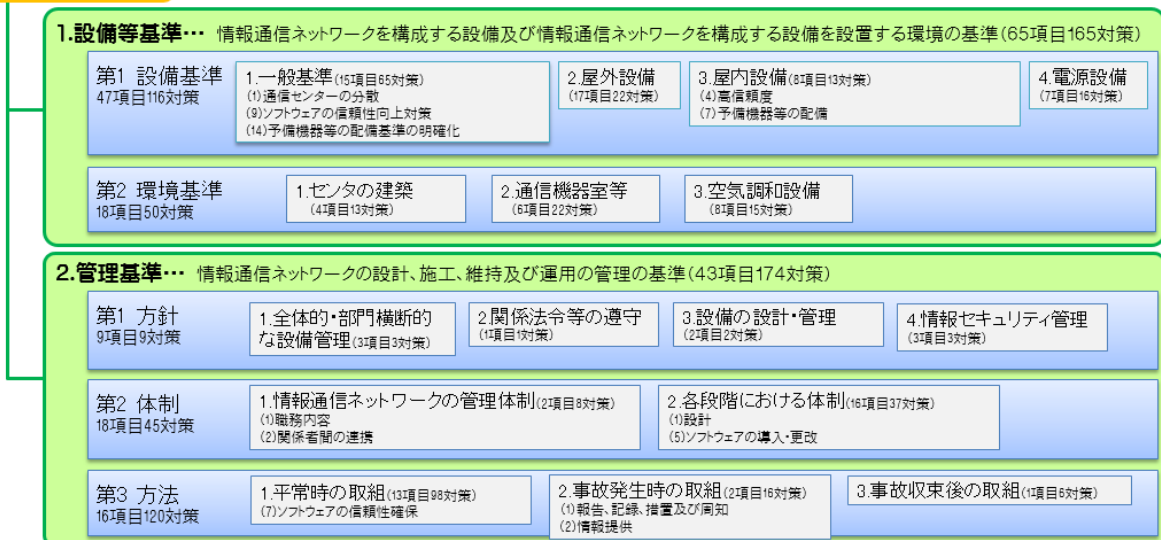 1.設備等基準… 情報通信ネットワークを構成する設備及び情報通信ネットワークを構成する設備を設置する環境の基準(65項目165対策)
第1 設備基準
47項目116対策
1.一般基準(15項目65対策)
(1)通信センターの分散
(9)ソフトウェアの信頼性向上対策
(14)予備機器等の配備基準の明確化
2.屋外設備
(17項目22対策)
3.屋内設備(8項目13対策)
(4)高信頼度
(7)予備機器等の配備
4.電源設備
(7項目16対策)
第2 環境基準
18項目50対策
1.センタの建築
(4項目13対策)
2.通信機器室等
(6項目22対策)
3.空気調和設備
(8項目15対策)
2.管理基準… 情報通信ネットワークの設計、施工、維持及び運用の管理の基準(43項目174対策)
第1 方針
9項目9対策
1.全体的・部門横断的
な設備管理(3項目3対策)
2.関係法令等の遵守
(1項目1対策)
3.設備の設計・管理
(2項目2対策)
4.情報セキュリティ管理
(3項目3対策)
第2 体制
18項目45対策
1.情報通信ネットワークの管理体制(2項目8対策)
(1)職務内容
(2)関係者間の連携
2.各段階における体制(16項目37対策)
(1)設計
(5)ソフトウェアの導入・更改
第3 方法
16項目120対策
1.平常時の取組(13項目98対策)
(7)ソフトウェアの信頼性確保
2.事故発生時の取組(2項目16対策)
(1)報告、記録、措置及び周知
(2)情報提供
3.事故収束後の取組(1項目6対策)